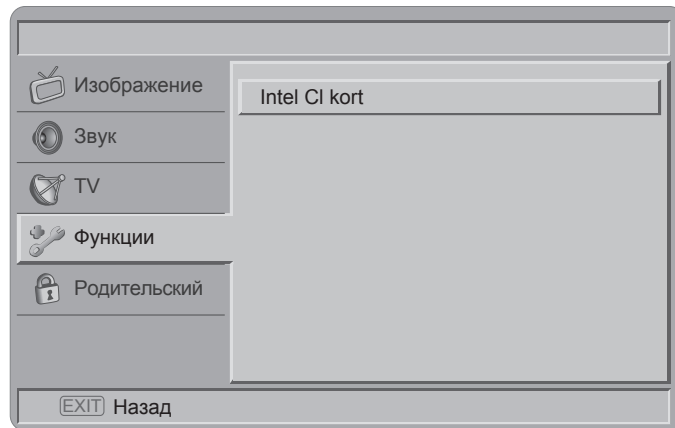 Изображение
Intel CI kort
Звук
TV
Функции
Родительский
EXIT Назад